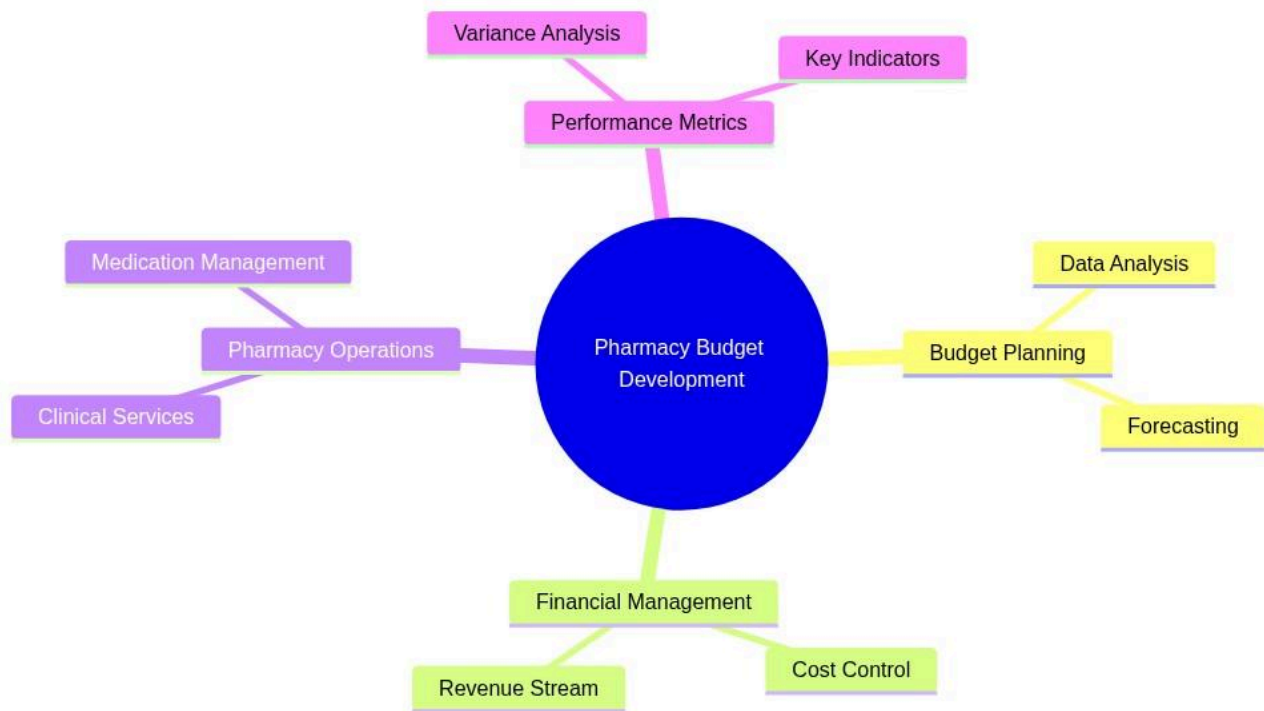 Variance Analysis
Key Indicators
Performance Metrics
Medication Management
Data Analysis
Pharmacy Operations
Pharmacy Budget
Development
Budget Planning
Clinical Services
Forecasting
Financial Management
Revenue Stream
Cost Control